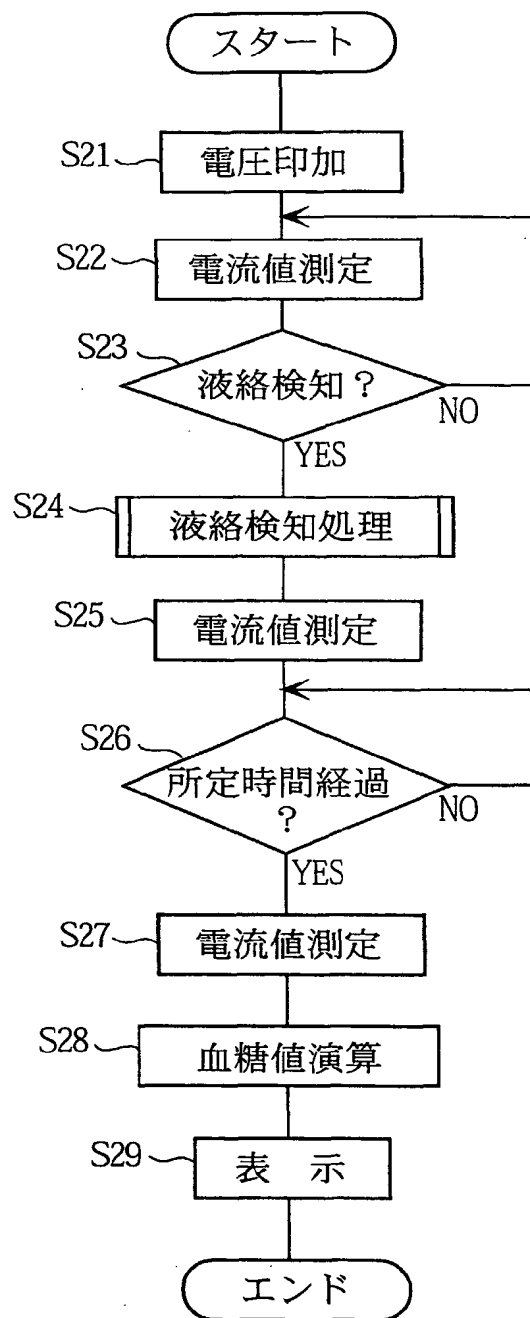 スタート
S21
電圧印加
S22
電流値測定
S23
液絡検知？
NO
YES
S24
液絡検知処理
S25
電流値測定
S26
所定時間経過
？
NO
YES
S27
電流値測定
S28
血糖値演算
S29
表　示
エンド